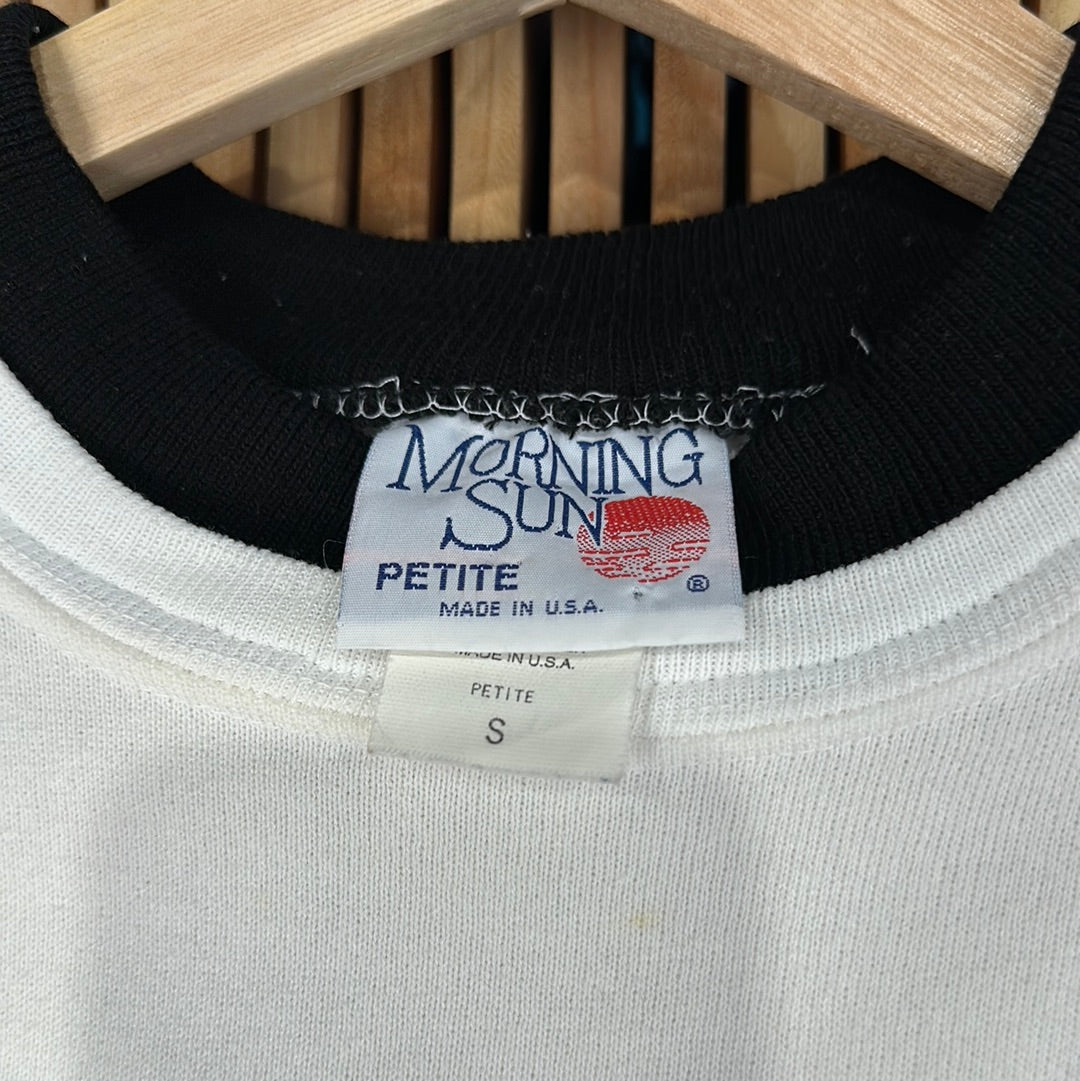 MORNING
SUN
PETITE
®
MADE IN U.S.A.
MADE IN U.S.A.
PETITE
S